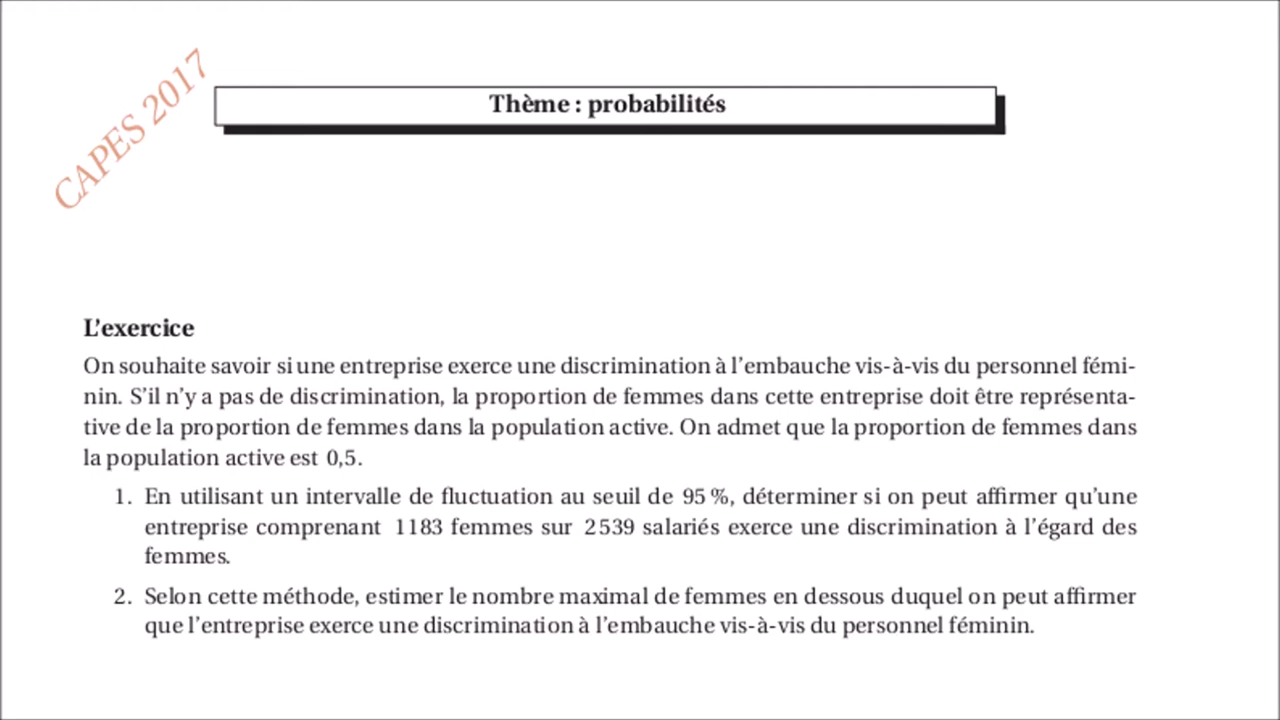 CAPES 2017
Thème : probabilités
L'exercice
On souhaite savoir si une entreprise exerce une discrimination à l'embauche vis-à-vis du personnel fémi-
nin. S'il n'y a pas de discrimination, la proportion de femmes dans cette entreprise doit être représenta-
tive de la proportion de femmes dans la population active. On admet que la proportion de femmes dans
la population active est 0,5.
1. En utilisant un intervalle de fluctuation au seuil de 95 %, déterminer si on peut affirmer qu'une
entreprise comprenant 1183 femmes sur 2539 salariés exerce une discrimination à l'égard des
femmes.
2. Selon cette méthode, estimer le nombre maximal de femmes en dessous duquel on peut affirmer
que l'entreprise exerce une discrimination à l'embauche vis-à-vis du personnel féminin.